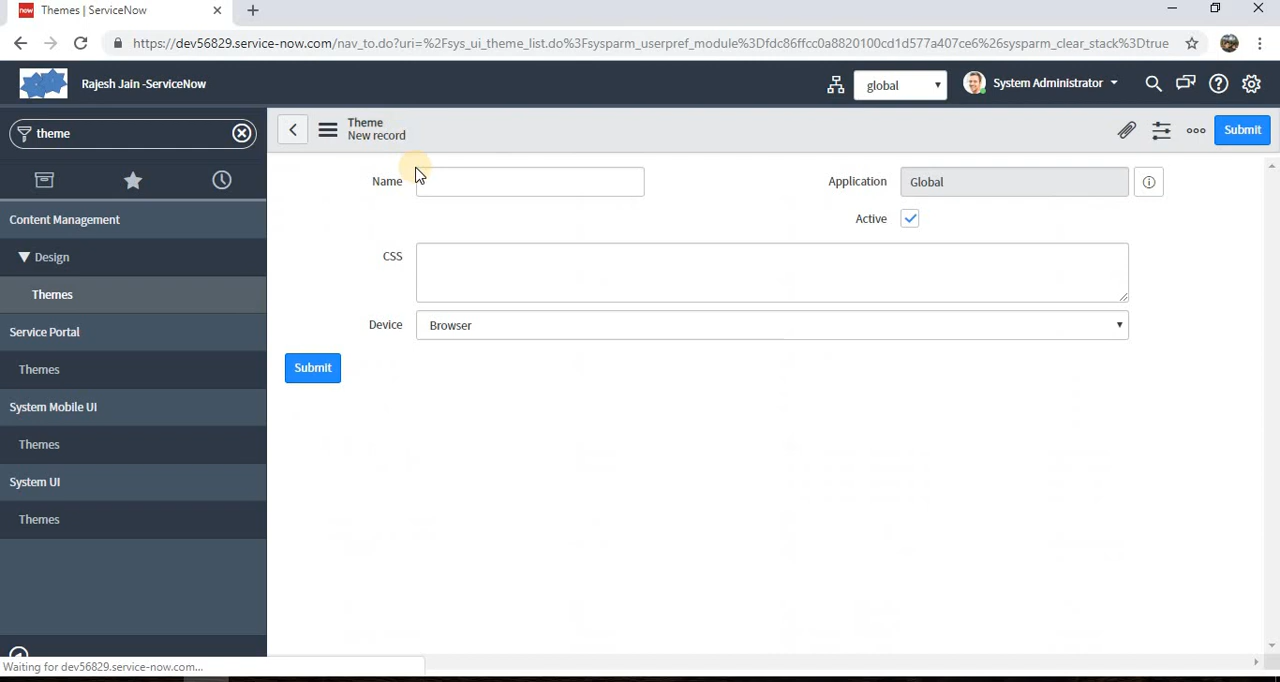 now Themes | ServiceNow
https://dev56829.service-now.com/nav_to.do?uri=%2Fsys_ui_theme_list.do%3Fsysparm_userpref_module%3Dfdc86ffcc0a8820100cd1d577a407ce6%26sysparm_clear_stack%3Dtrue
Rajesh Jain -ServiceNow
global
System Administrator
theme
Theme
New record
Submit
Content Management
Design
Themes
Service Portal
Themes
System Mobile UI
Themes
System UI
Themes
Name
Application
Global
Active
CSS
Device
Browser
Submit
Waiting for dev56829.service-now.com...